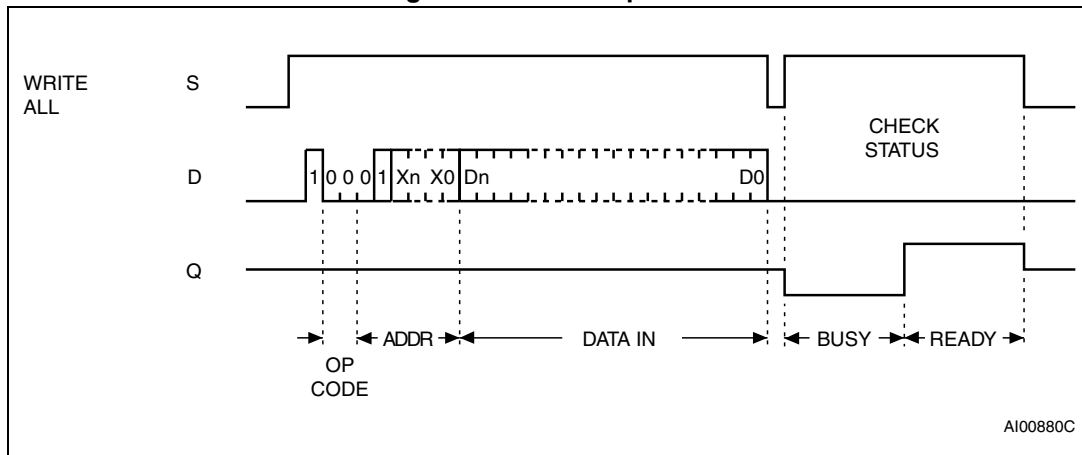 WRITE
ALL
S
CHECK
STATUS
D
1 0 0 0 1 Xn X0 Dn D0
Q
ADDR
DATA IN
BUSY
READY
OP
CODE
AI00880C